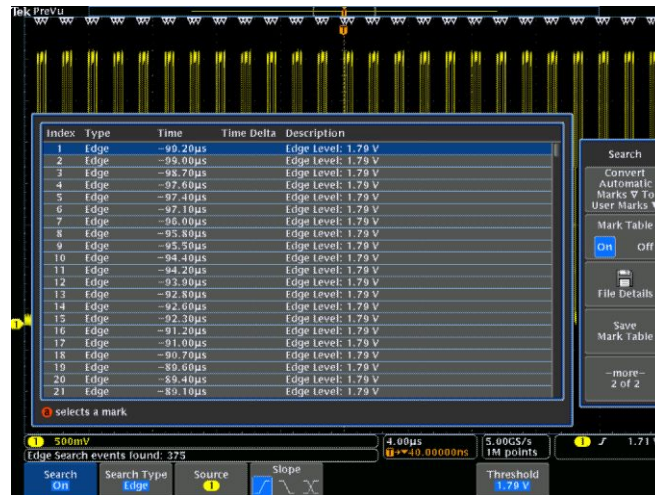 Tek PreVu
T
Index Type Time Time Delta Description
1 Edge -99.20µs Edge Level: 1.79 V
2 Edge -99.00µs Edge Level: 1.79 V
3 Edge -98.70µs Edge Level: 1.79 V
4 Edge -97.60µs Edge Level: 1.79 V
5 Edge -97.40µs Edge Level: 1.79 V
6 Edge -97.10µs Edge Level: 1.79 V
7 Edge -96.00µs Edge Level: 1.79 V
8 Edge -95.80µs Edge Level: 1.79 V
9 Edge -95.50µs Edge Level: 1.79 V
10 Edge -94.40µs Edge Level: 1.79 V
11 Edge -94.20µs Edge Level: 1.79 V
12 Edge -93.90µs Edge Level: 1.79 V
13 Edge -92.80µs Edge Level: 1.79 V
14 Edge -92.60µs Edge Level: 1.79 V
15 Edge -92.30µs Edge Level: 1.79 V
16 Edge -91.20µs Edge Level: 1.79 V
17 Edge -91.00µs Edge Level: 1.79 V
18 Edge -90.70µs Edge Level: 1.79 V
19 Edge -89.60µs Edge Level: 1.79 V
20 Edge -89.40µs Edge Level: 1.79 V
21 Edge -89.10µs Edge Level: 1.79 V
a selects a mark
Search
Convert
Automatic
Marks ▽ To
User Marks ▼
Mark Table
On Off
File Details
Save
Mark Table
-more-
2 of 2
1
1 500mV
4.00µs
T→▼40.00000ns
5.00GS/s
1M points
1 1.71
Edge Search events found: 375
Search
On
Search Type
Edge
Source
1
Slope
Threshold
1.79 V